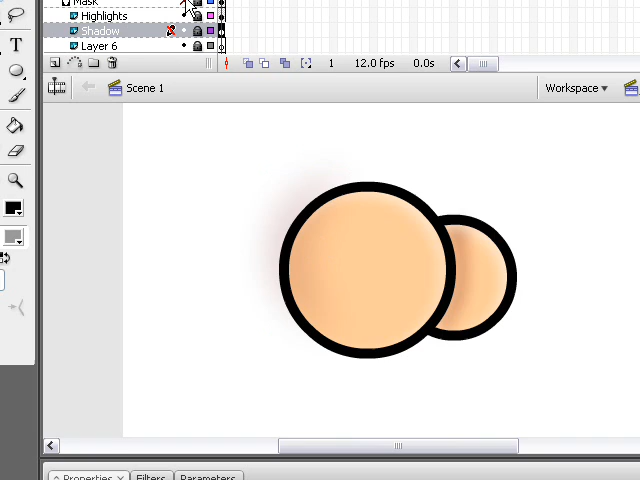 Mask
Highlights
Shadow
Layer 6
1 12.0 fps 0.0s
Scene 1 Workspace
T
Properties Filters Parameters